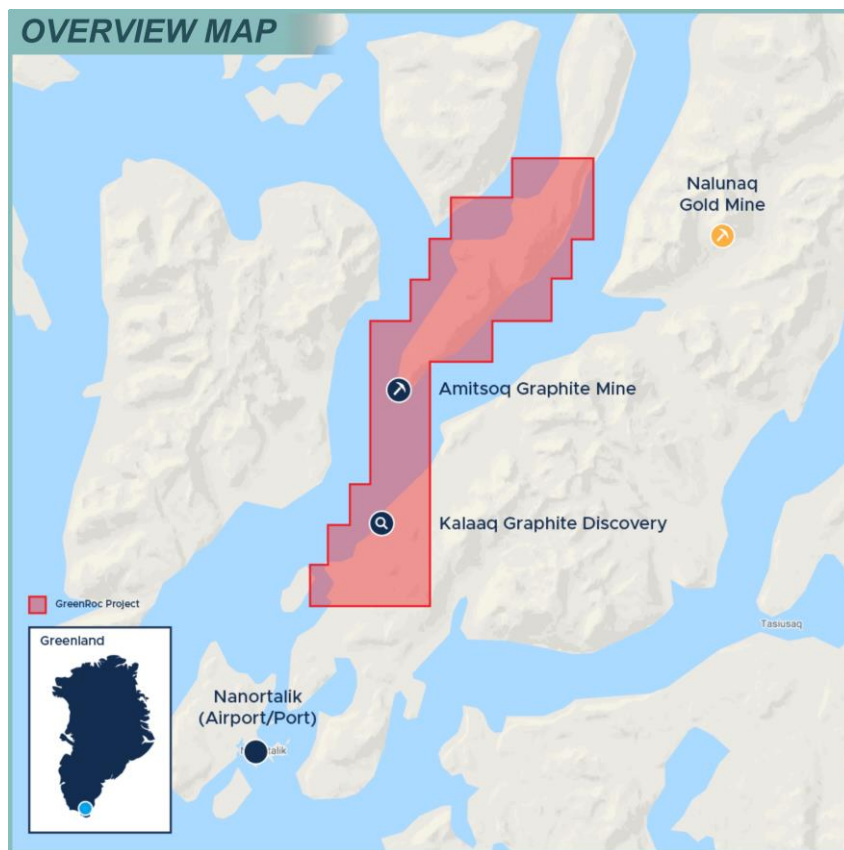 OVERVIEW MAP
Nalunaq
Gold Mine
Amitsoq Graphite Mine
Kalaaq Graphite Discovery
GreenRoc Project
Tasiusaq
Greenland
Nanortalik
(Airport/Port)